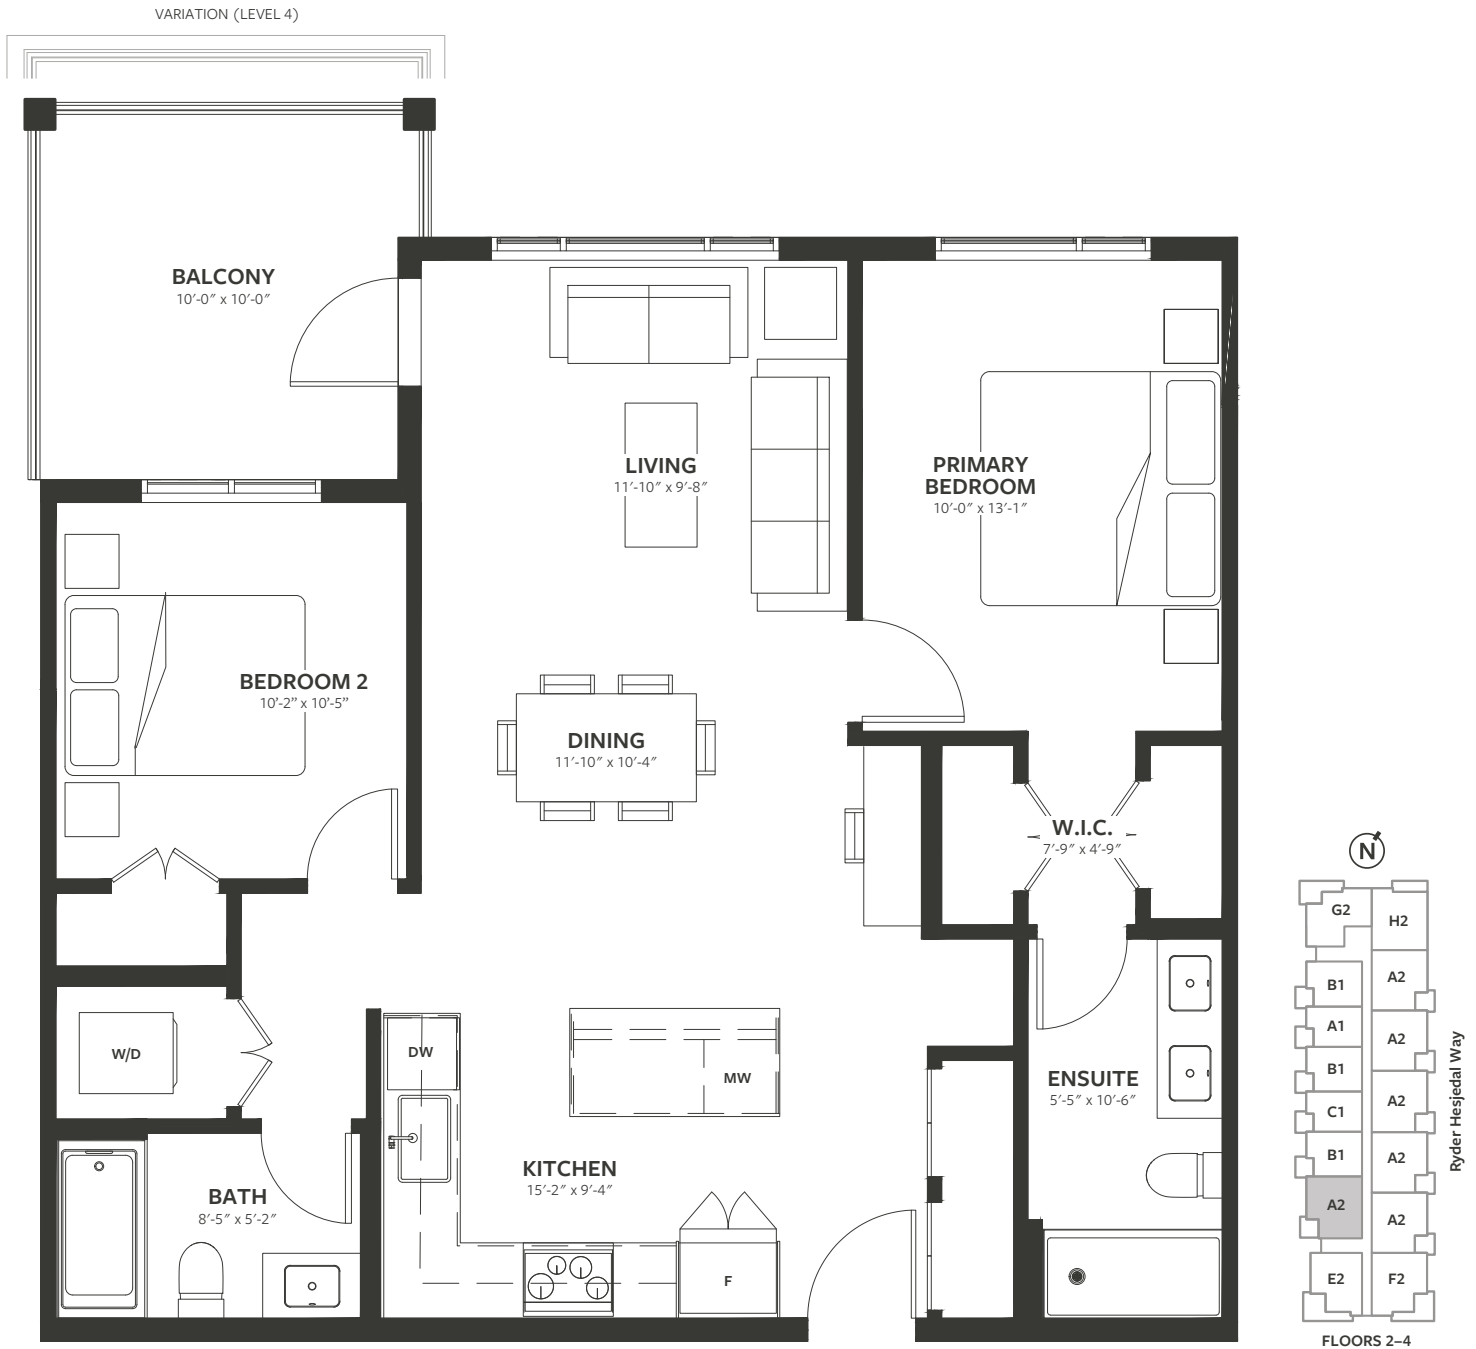 VARIATION (LEVEL 4)
BALCONY
10′-0″ x 10′-0″
LIVING
11′-10″ x 9′-8″
PRIMARY
BEDROOM
10′-0″ x 13′-1″
BEDROOM 2
10’-2” x 10’-5”
DINING
11′-10″ x 10′-4″
W.I.C.
7′-9″ x 4′-9″
W/D
DW
MW
ENSUITE
5′-5″ x 10′-6″
KITCHEN
15′-2″ x 9′-4″
BATH
8′-5″ x 5′-2″
F
N
G2
H2
B1
A2
A1
A2
B1
C1
A2
B1
A2
A2
A2
E2
F2
Ryder Hesjedal Way
FLOORS 2–4